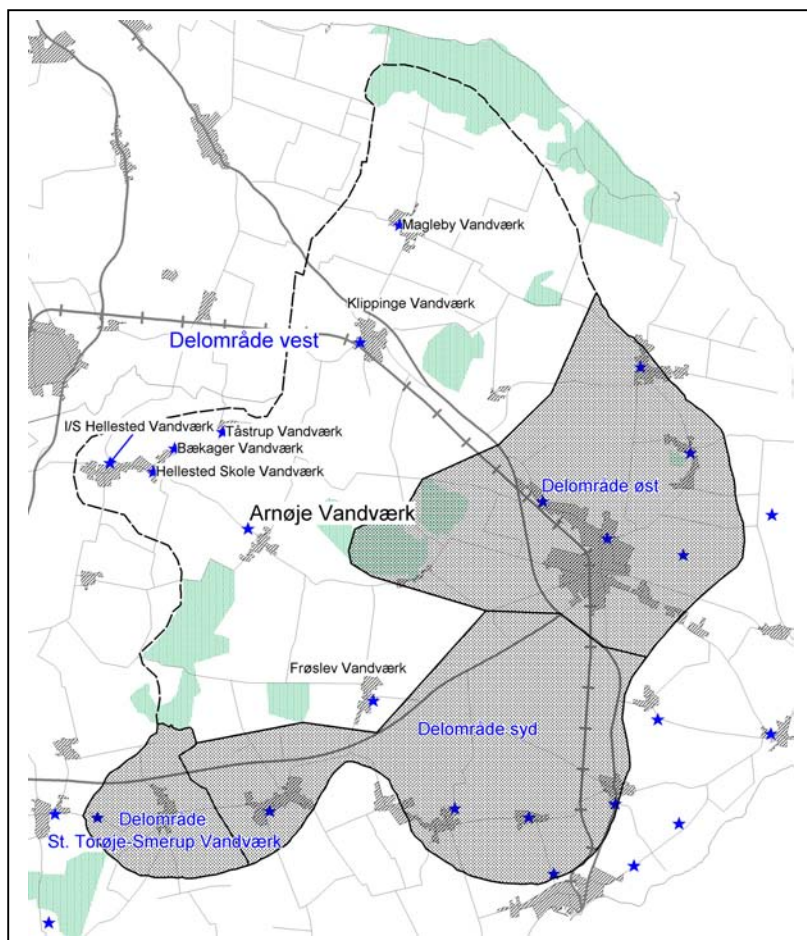 Magleby Vandværk
Klippinge Vandværk
Delområde vest
I/S Hellested Vandværk
Tåstrup Vandværk
Bækager Vandværk
Hellested Skole Vandværk
Delområde øst
Arnøje Vandværk
Frøslev Vandværk
Delområde syd
Delområde
St. Torøje-Smerup Vandværk